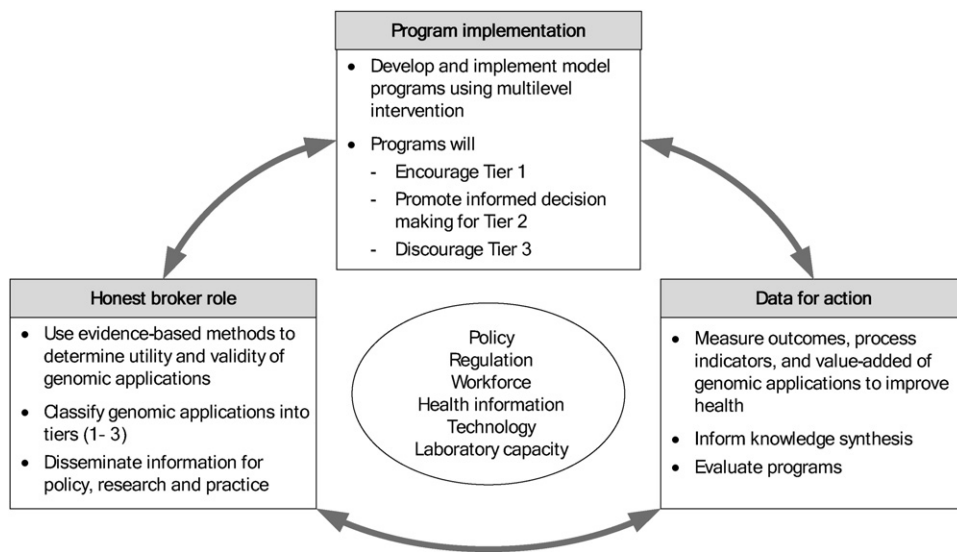 Program implementation
• Develop and implement model
programs using multilevel
intervention
• Programs will
- Encourage Tier 1
- Promote informed decision
making for Tier 2
- Discourage Tier 3
Honest broker role
• Use evidence-based methods to
determine utility and validity of
genomic applications
• Classify genomic applications into
tiers (1- 3)
• Disseminate information for
policy, research and practice
Policy
Regulation
Workforce
Health information
Technology
Laboratory capacity
Data for action
• Measure outcomes, process
indicators, and value-added of
genomic applications to improve
health
• Inform knowledge synthesis
• Evaluate programs